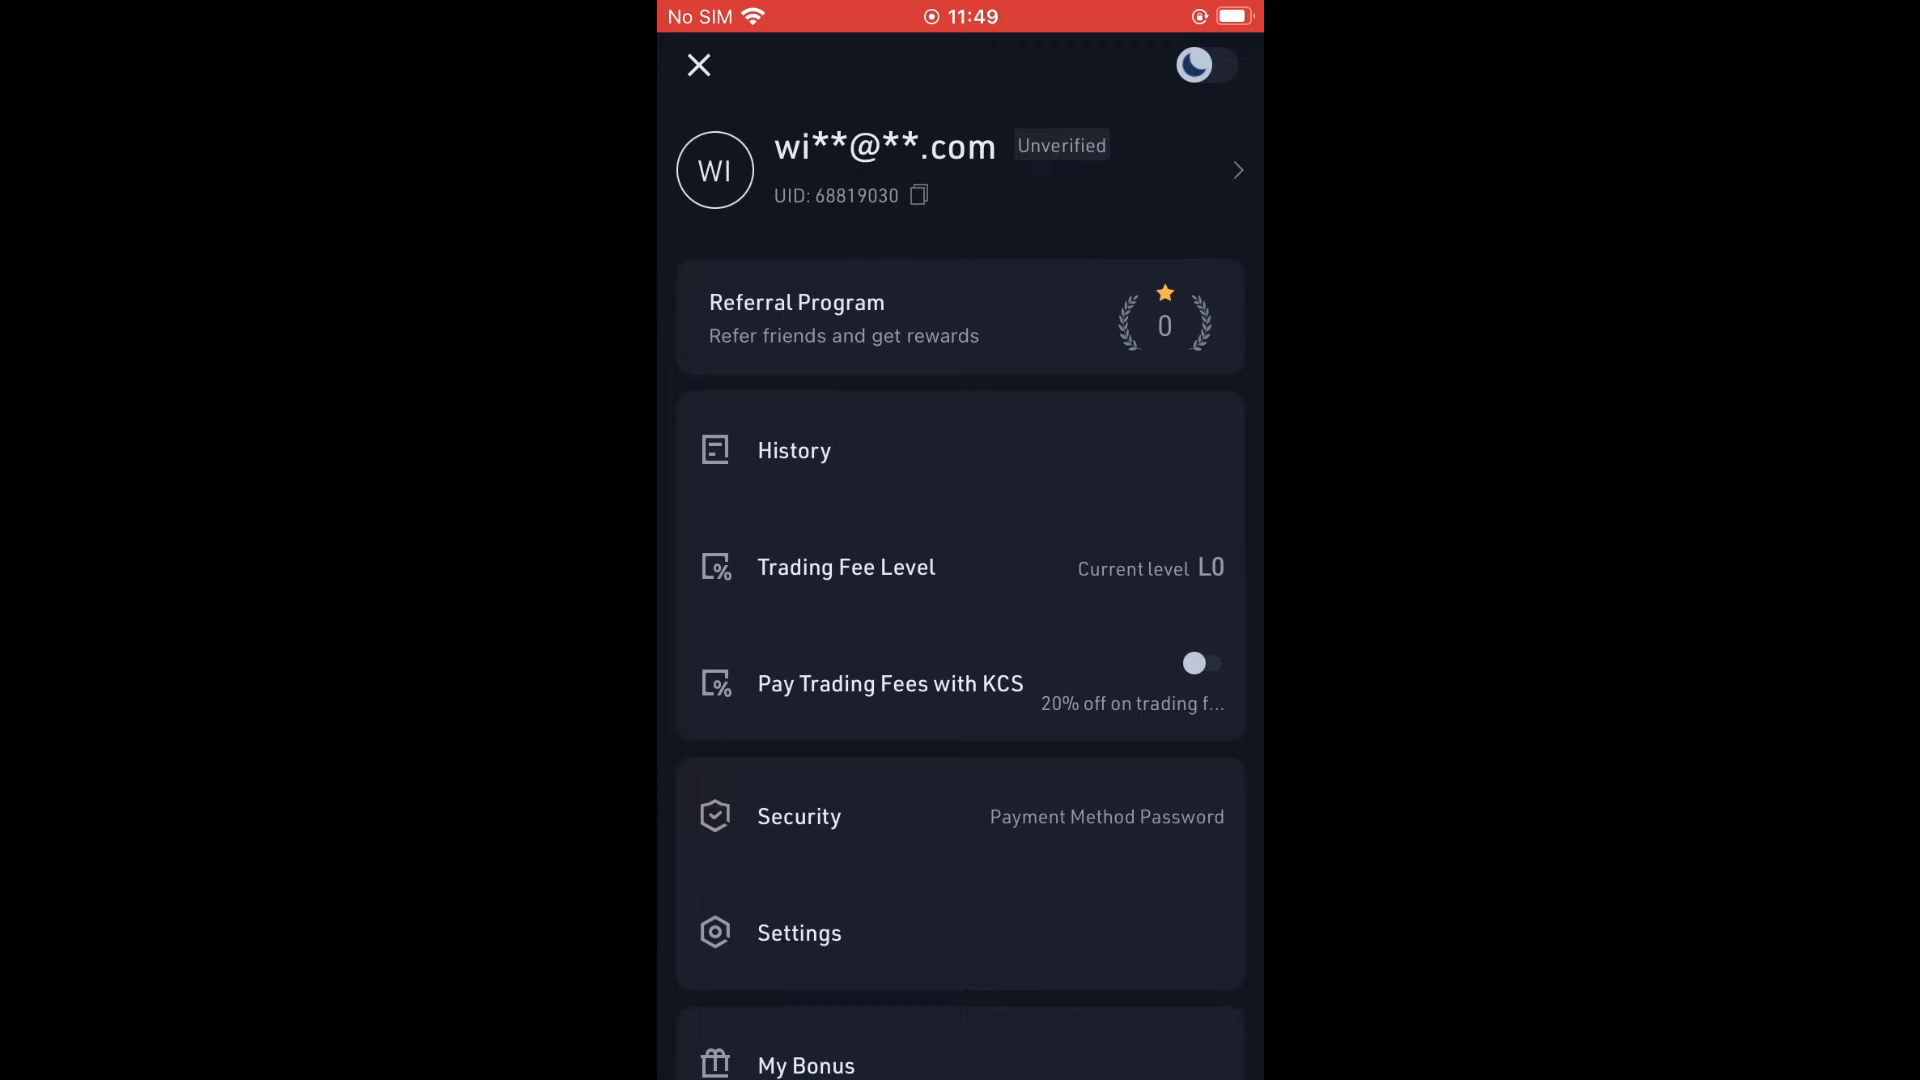 No SIM 11:49
wi**@**.com Unverified
WI
UID: 68819030
Referral Program
Refer friends and get rewards
0
History
Trading Fee Level Current level L0
Pay Trading Fees with KCS
20% off on trading f...
Security Payment Method Password
Settings
My Bonus